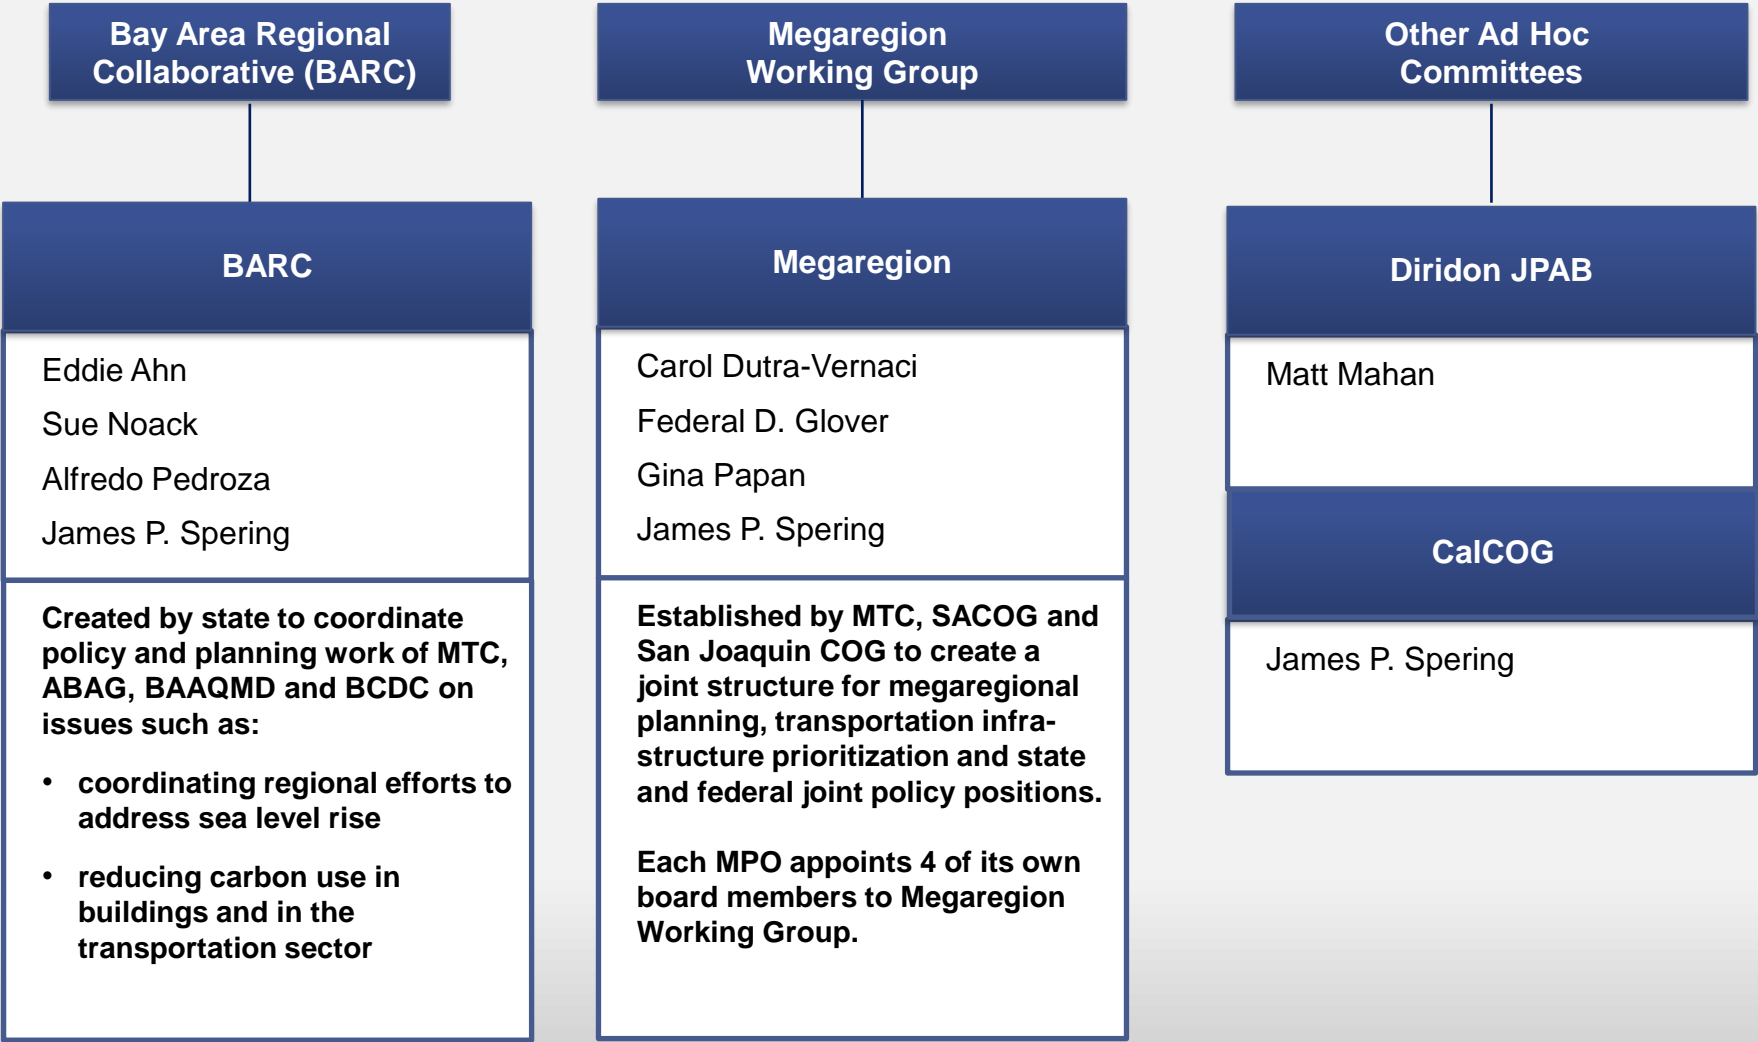 Bay Area Regional
Collaborative (BARC)
BARC
Eddie Ahn
Sue Noack
Alfredo Pedroza
James P. Spering
Created by state to coordinate
policy and planning work of MTC,
ABAG, BAAQMD and BCDC on
issues such as:
• coordinating regional efforts to
address sea level rise
• reducing carbon use in
buildings and in the
transportation sector
Megaregion
Working Group
Megaregion
Carol Dutra-Vernaci
Federal D. Glover
Gina Papan
James P. Spering
Established by MTC, SACOG and
San Joaquin COG to create a
joint structure for megaregional
planning, transportation infra-
structure prioritization and state
and federal joint policy positions.
Each MPO appoints 4 of its own
board members to Megaregion
Working Group.
Other Ad Hoc
Committees
Diridon JPAB
Matt Mahan
CalCOG
James P. Spering